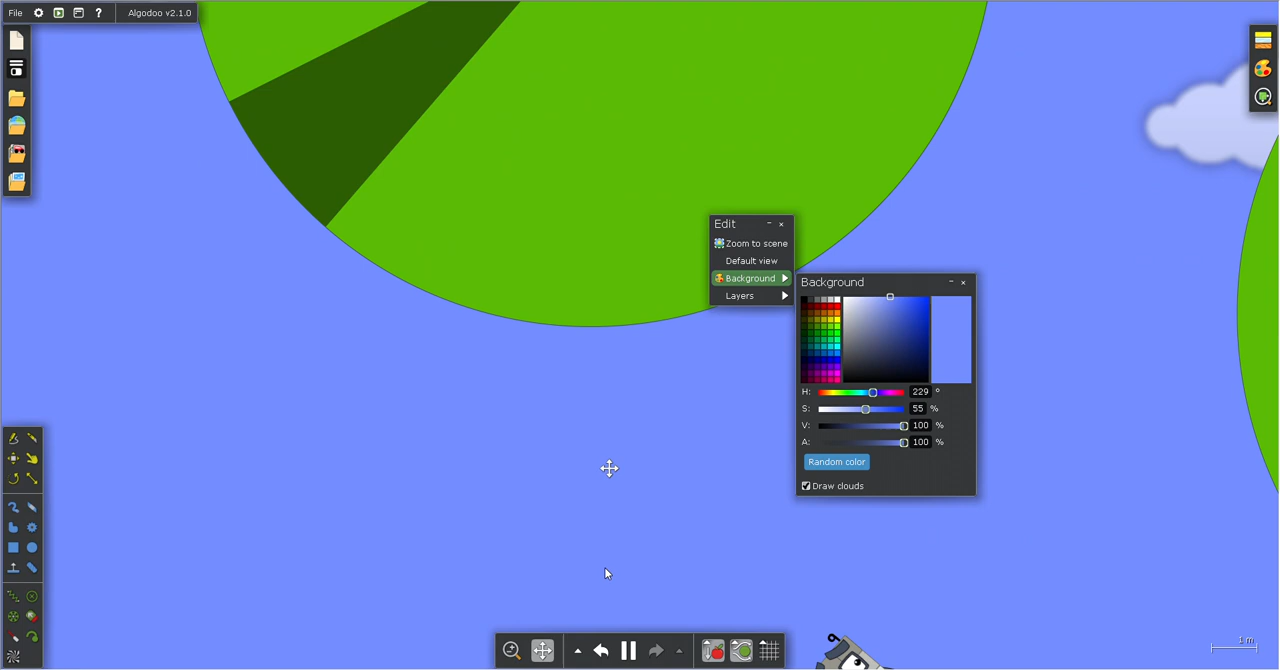 File
?
Algodoo v2.1.0
Edit
Zoom to scene
Default view
Background
Layers
Background
H: 229 °
S: 55 %
V: 100 %
A: 100 %
Random color
Draw clouds
1 m